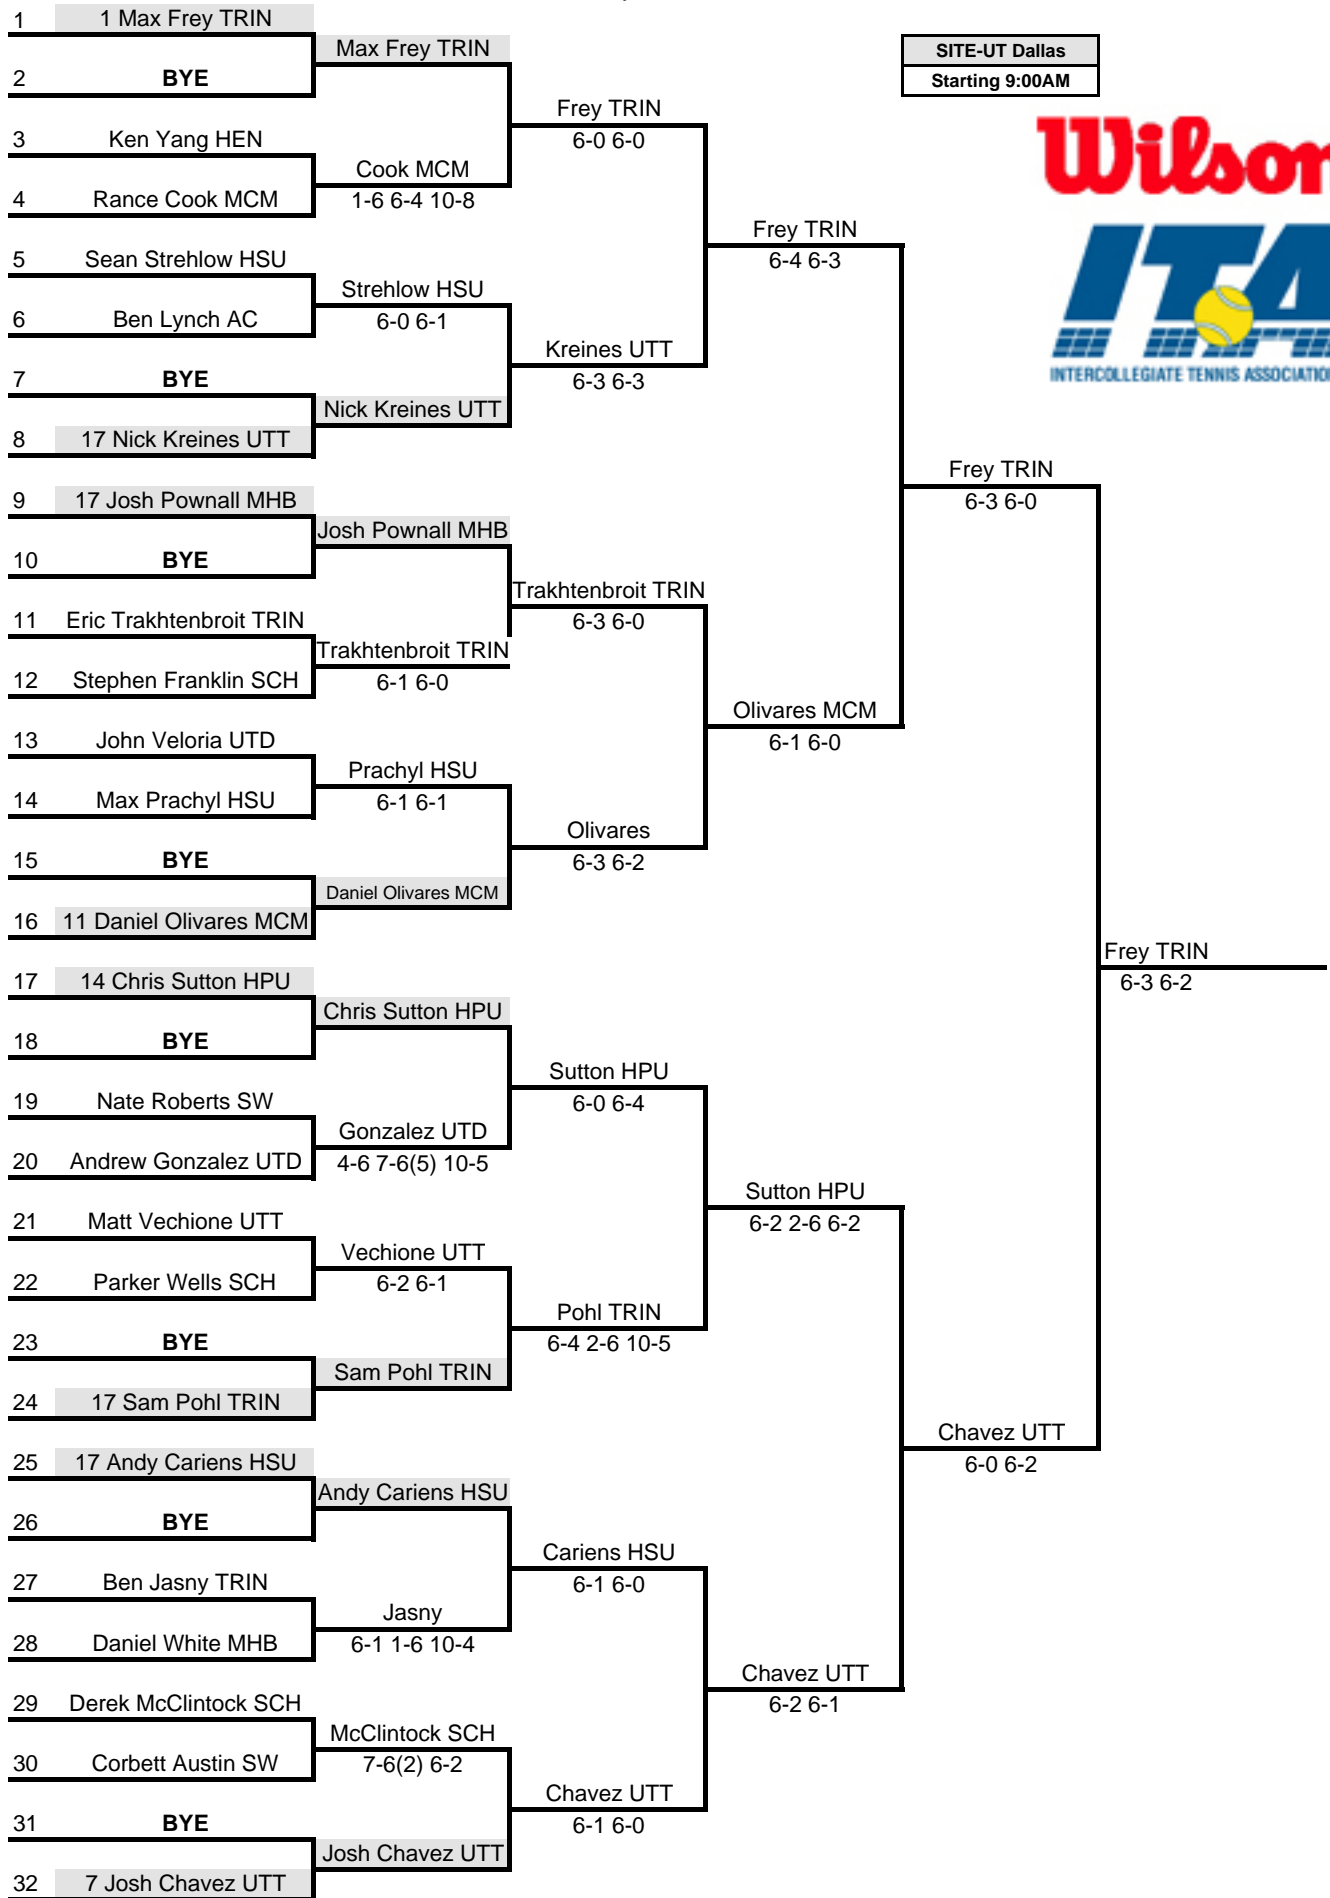 1 1 Max Frey TRIN
Max Frey TRIN
2 BYE
Frey TRIN
6-0 6-0
3 Ken Yang HEN
Cook MCM
4 Rance Cook MCM
1-6 6-4 10-8
Frey TRIN
6-4 6-3
5 Sean Strehlow HSU
Strehlow HSU
6 Ben Lynch AC
6-0 6-1
Kreines UTT
6-3 6-3
7 BYE
Nick Kreines UTT
8 17 Nick Kreines UTT
Frey TRIN
6-3 6-0
9 17 Josh Pownall MHB
Josh Pownall MHB
10 BYE
Trakhtenbroit TRIN
6-3 6-0
11 Eric Trakhtenbroit TRIN
Trakhtenbroit TRIN
12 Stephen Franklin SCH
6-1 6-0
Olivares MCM
6-1 6-0
13 John Veloria UTD
Prachyl HSU
14 Max Prachyl HSU
6-1 6-1
Olivares
6-3 6-2
15 BYE
Daniel Olivares MCM
16 11 Daniel Olivares MCM
Frey TRIN
6-3 6-2
17 14 Chris Sutton HPU
Chris Sutton HPU
18 BYE
Sutton HPU
6-0 6-4
19 Nate Roberts SW
Gonzalez UTD
20 Andrew Gonzalez UTD
4-6 7-6(5) 10-5
Sutton HPU
6-2 2-6 6-2
21 Matt Vechione UTT
Vechione UTT
22 Parker Wells SCH
6-2 6-1
Pohl TRIN
6-4 2-6 10-5
23 BYE
Sam Pohl TRIN
24 17 Sam Pohl TRIN
Chavez UTT
6-0 6-2
25 17 Andy Cariens HSU
Andy Cariens HSU
26 BYE
Cariens HSU
6-1 6-0
27 Ben Jasny TRIN
Jasny
28 Daniel White MHB
6-1 1-6 10-4
Chavez UTT
6-2 6-1
29 Derek McClintock SCH
McClintock SCH
30 Corbett Austin SW
7-6(2) 6-2
Chavez UTT
6-1 6-0
31 BYE
Josh Chavez UTT
32 7 Josh Chavez UTT
SITE-UT Dallas
Starting 9:00AM
Wilson
ITA
INTERCOLLEGIATE TENNIS ASSOCIATION